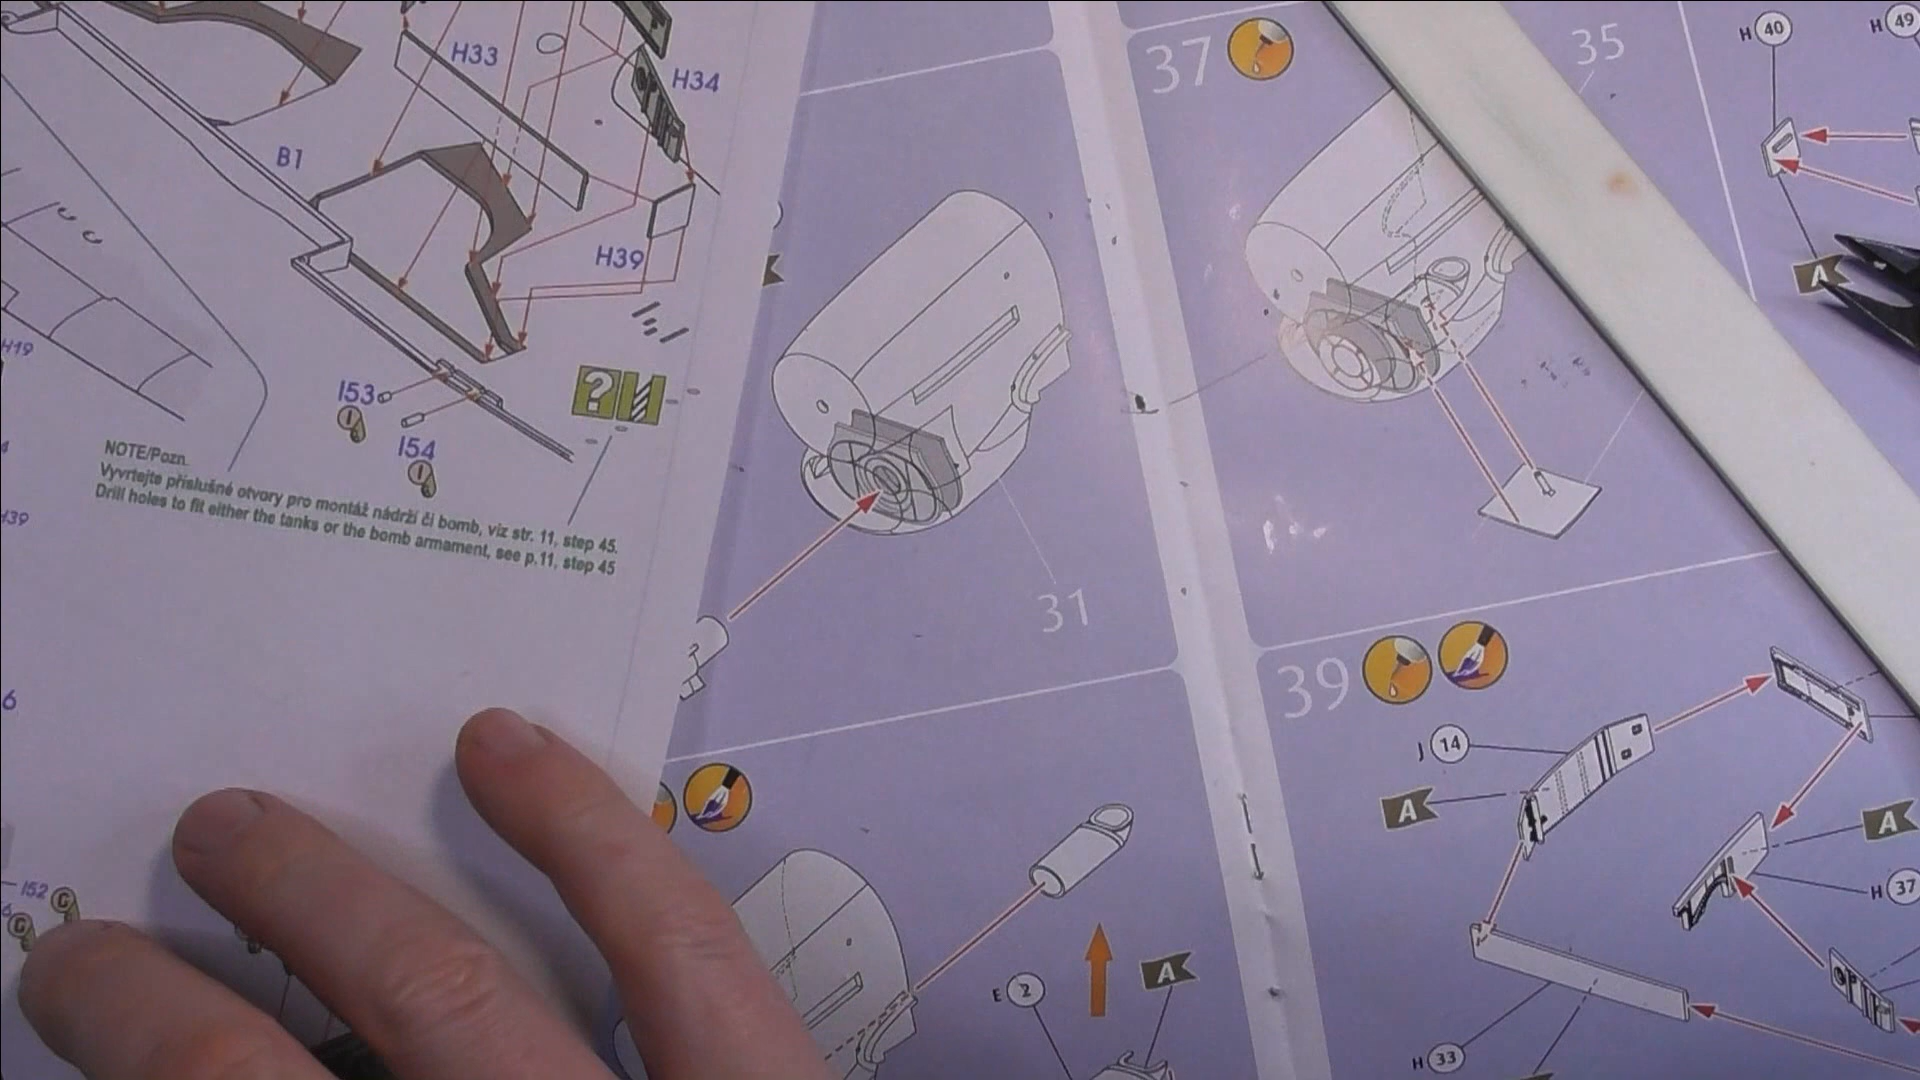 H33
H34
B1
H39
H19
I53
I
I54
I
?
NOTE/Pozn.
Vyvrtejte příslušné otvory pro montáž nádrží či bomb, viz str. 11, step 45.
Drill holes to fit either the tanks or the bomb armament, see p.11, step 45
H39
6
I52
G
G
31
37
35
H 40
H 49
A
39
J 14
A
A
H 37
E 2
A
H 33